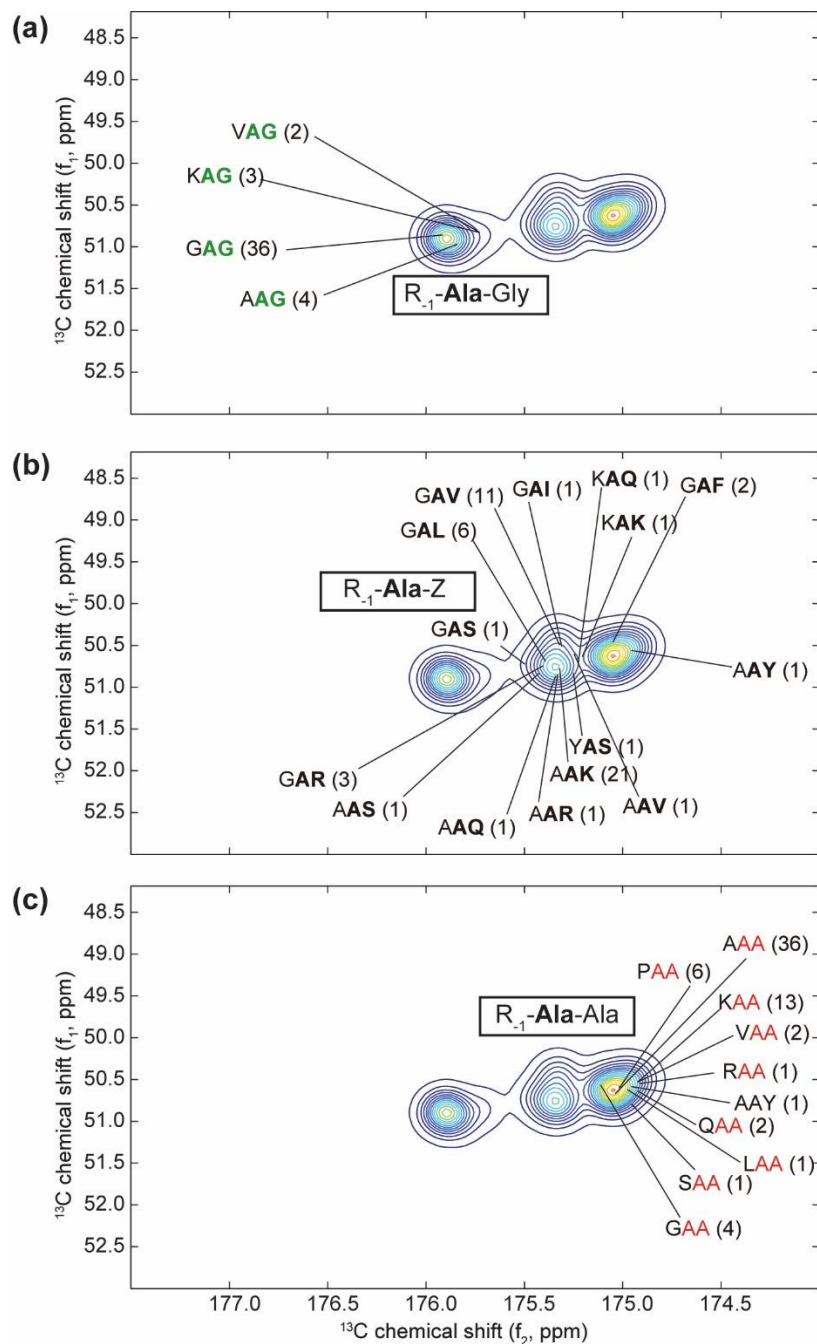 (a)
48.5
49.0
49.5
50.0
50.5
51.0
51.5
52.0
52.5
¹³C chemical shift (f₁, ppm)
VAG (2)
KAG (3)
GAG (36)
AAG (4)
R₋₁-Ala-Gly
(b)
48.5
49.0
49.5
50.0
50.5
51.0
51.5
52.0
52.5
¹³C chemical shift (f₁, ppm)
KAQ (1)
GAI (1)
GAF (2)
GAV (11)
KAK (1)
GAL (6)
R₋₁-Ala-Z
GAS (1)
AAY (1)
YAS (1)
GAR (3)
AAK (21)
AAS (1)
AAV (1)
AAQ (1)
AAR (1)
(c)
48.5
49.0
49.5
50.0
50.5
51.0
51.5
52.0
52.5
¹³C chemical shift (f₁, ppm)
AAA (36)
PAA (6)
KAA (13)
R₋₁-Ala-Ala
VAA (2)
RAA (1)
AAY (1)
QAA (2)
LAA (1)
SAA (1)
GAA (4)
177.0 176.5 176.0 175.5 175.0 174.5
¹³C chemical shift (f₂, ppm)